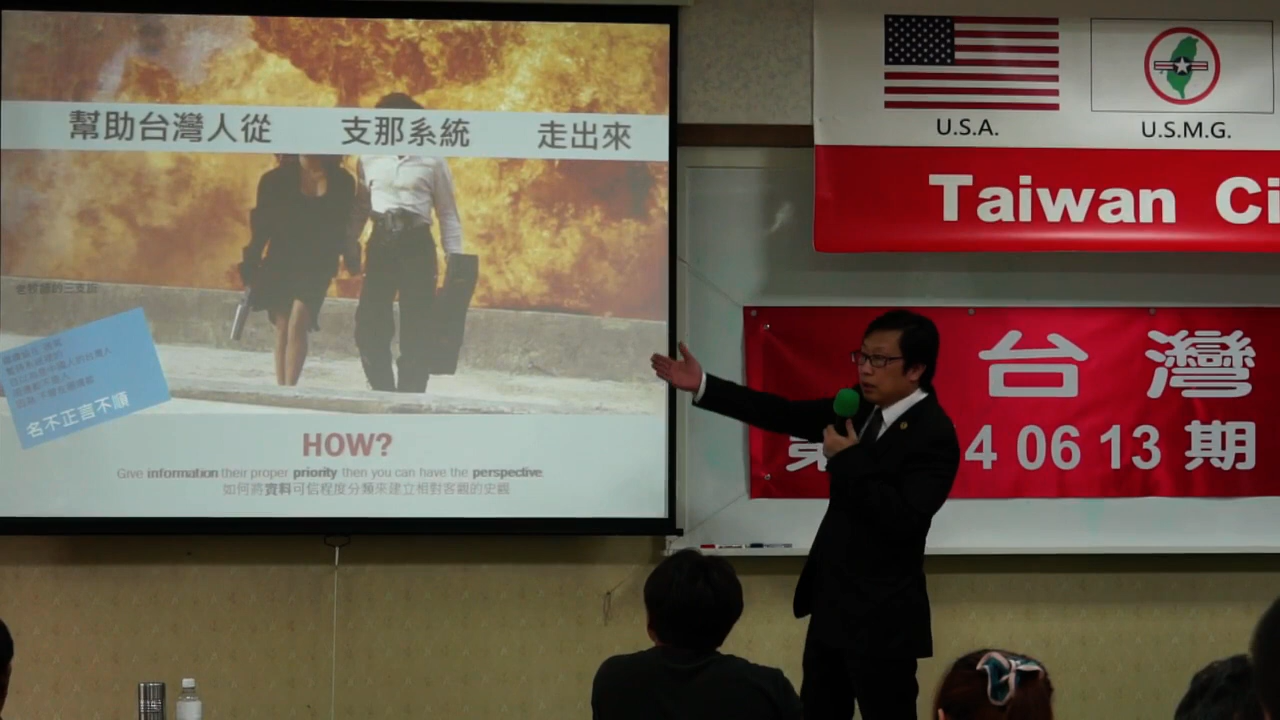 幫助台灣人從 支那系統 走出來
名不正言不順
HOW?
Give information their proper priority then you can have the perspective.
如何將資料可信程度分類來建立相對客觀的史觀
U.S.A.
U.S.M.G.
Taiwan Ci
台 灣
第 4 06 13 期